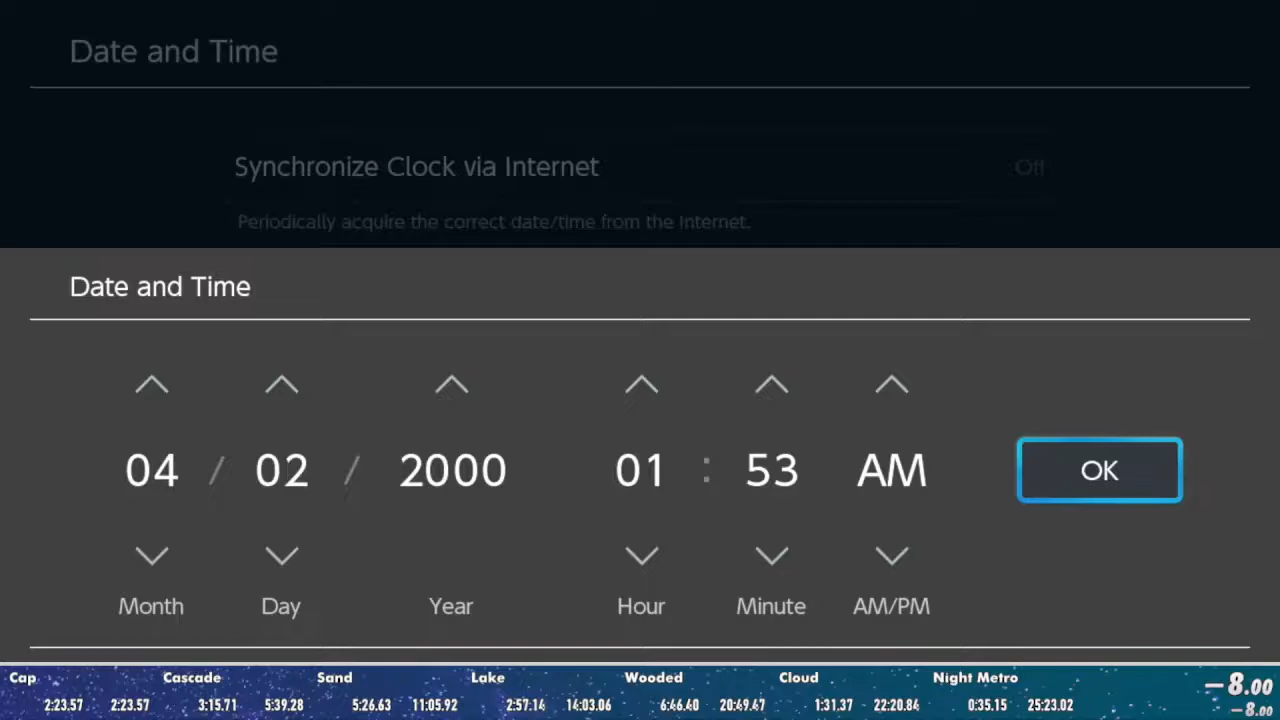 Date and Time
Synchronize Clock via Internet Off
Periodically acquire the correct date/time from the Internet.
Date and Time
04 / 02 / 2000 01 : 53 AM OK
Month Day Year Hour Minute AM/PM
Cap Cascade Sand Lake Wooded Cloud Night Metro -8.00
2:23.57 2:23.57 3:15.71 5:39.28 5:26.63 11:05.92 2:57.14 14:03.06 6:46.40 20:49.47 1:31.37 22:20.84 0:35.15 25:23.02 -8.00